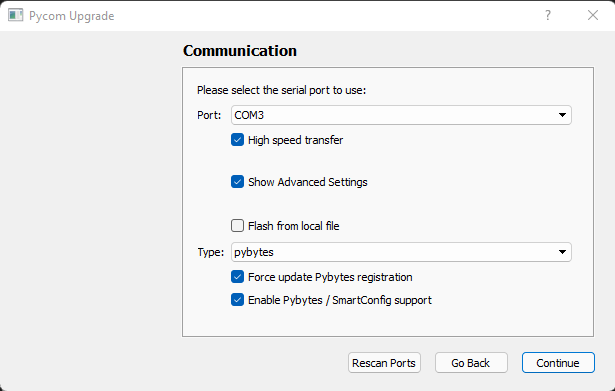 Pycom Upgrade
?
Communication
Please select the serial port to use:
Port: COM3
High speed transfer
Show Advanced Settings
Flash from local file
Type: pybytes
Force update Pybytes registration
Enable Pybytes / SmartConfig support
Rescan Ports Go Back Continue